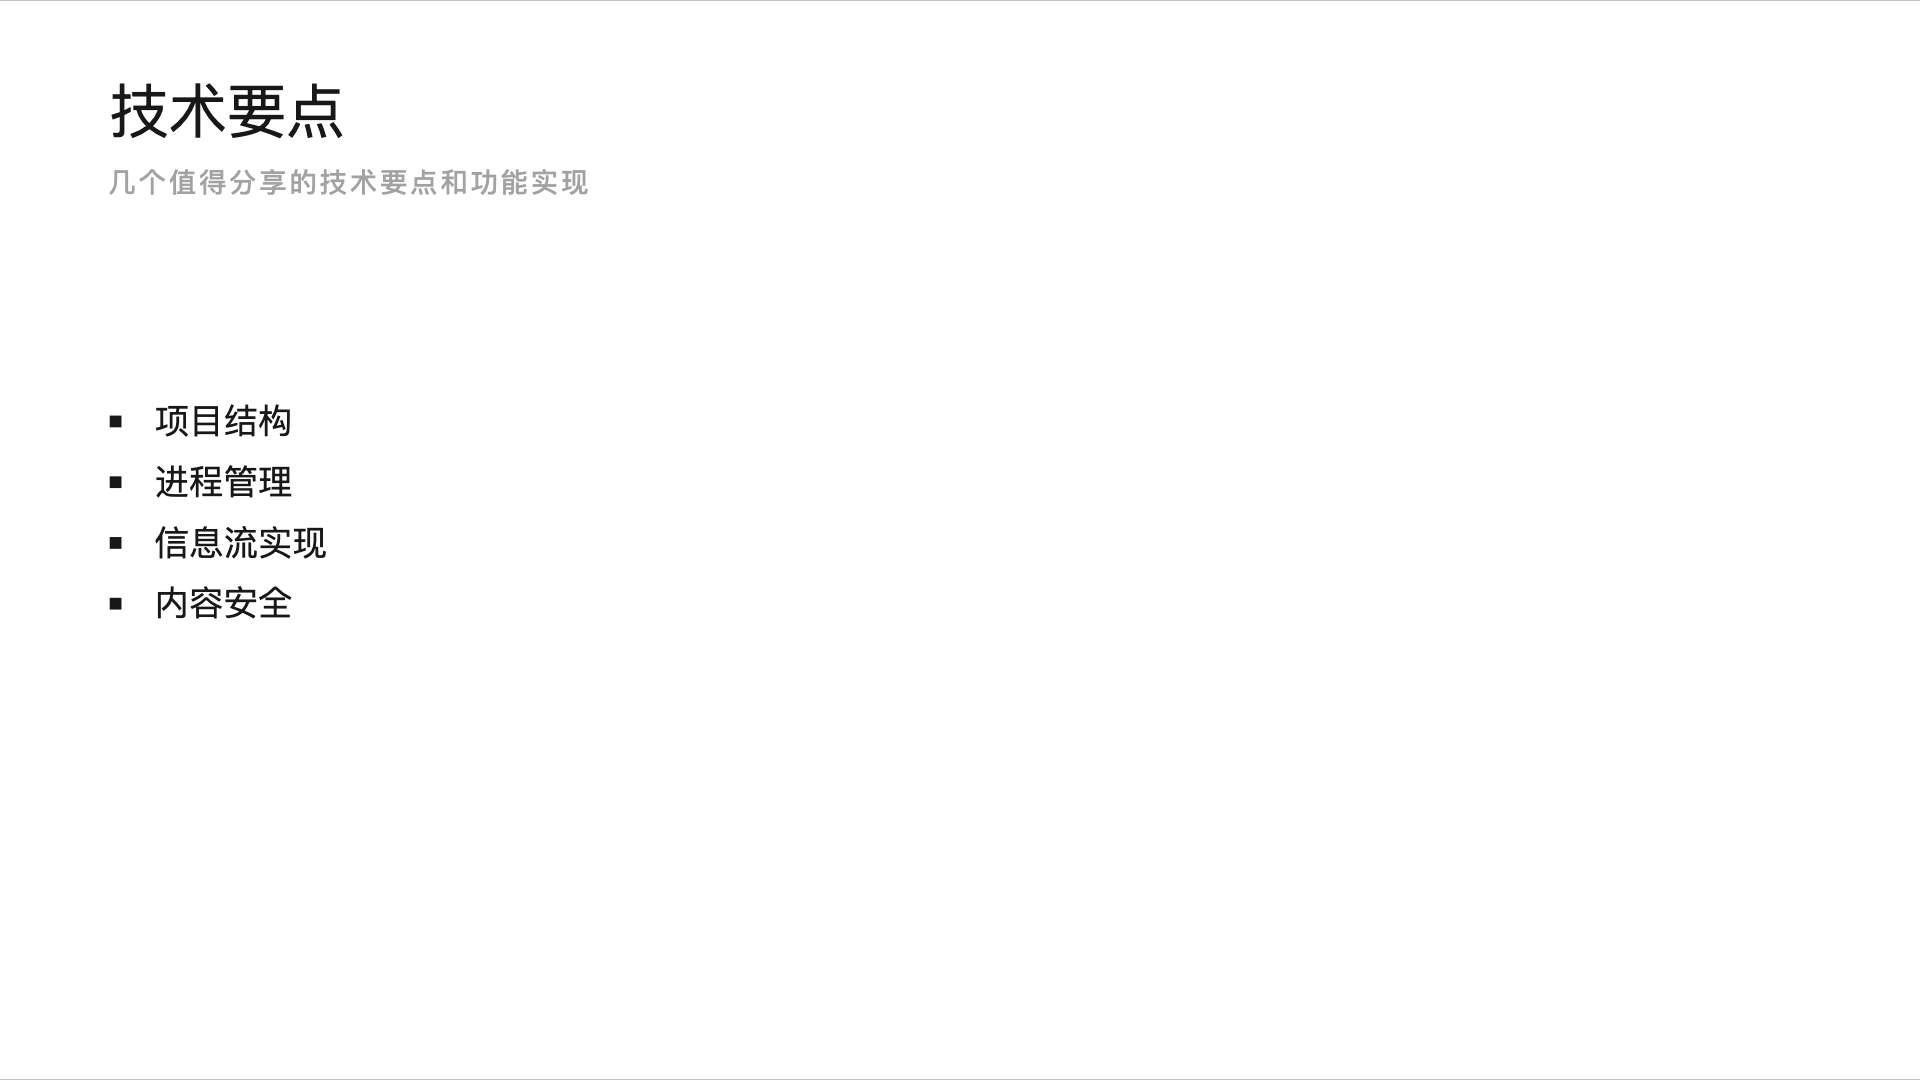 技术要点
几个值得分享的技术要点和功能实现
▪ 项目结构
▪ 进程管理
▪ 信息流实现
▪ 内容安全